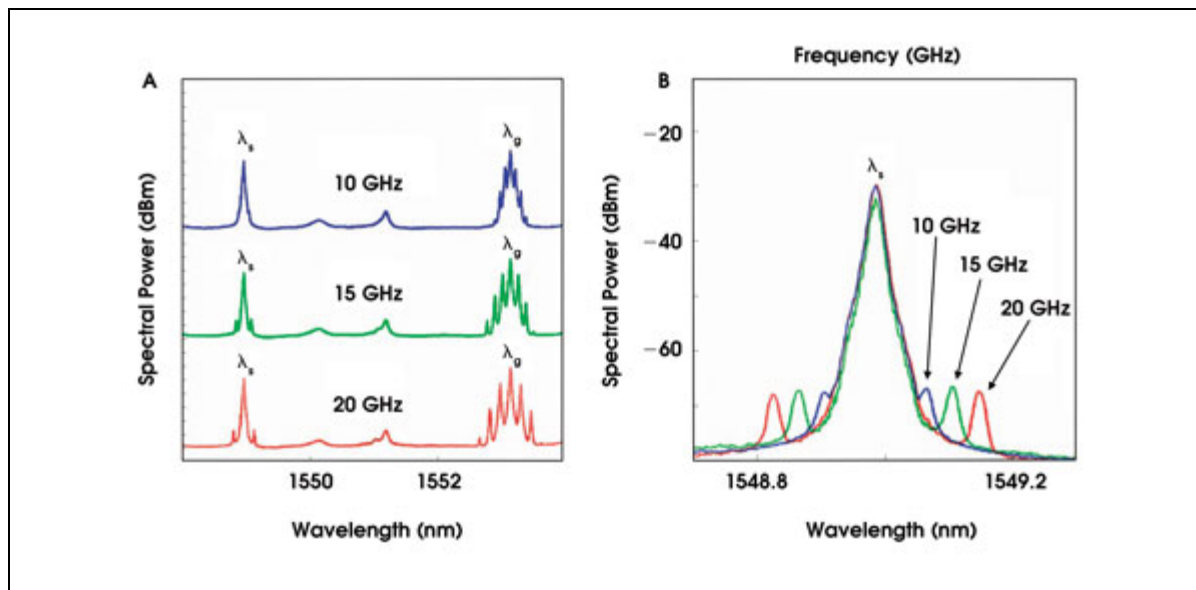 A
Spectral Power (dBm)
λs
λg
10 GHz
λs
λg
15 GHz
λs
λg
20 GHz
1550 1552
Wavelength (nm)
Frequency (GHz)
B
Spectral Power (dBm)
−20
−40
−60
λs
10 GHz
15 GHz
20 GHz
1548.8 1549.2
Wavelength (nm)